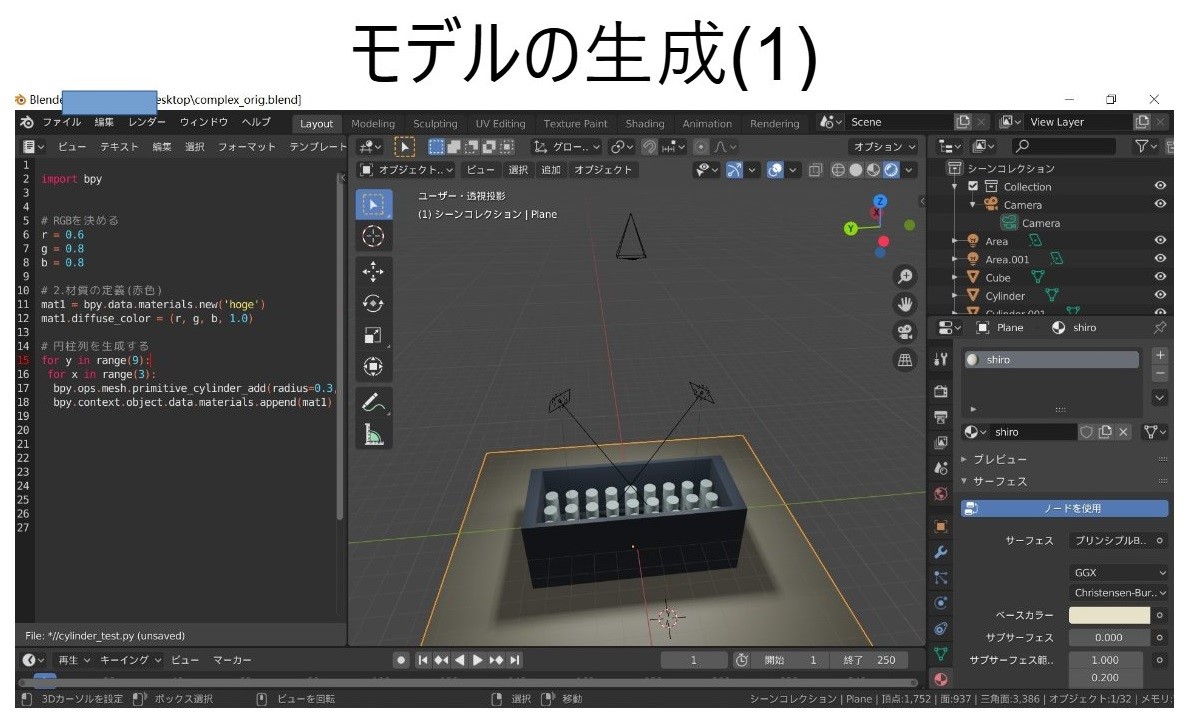 モデルの生成(1)
Blende esktop\complex_orig.blend]
ファイル 編集 レンダー ウィンドウ ヘルプ Layout Modeling Sculpting UV Editing Texture Paint Shading Animation Rendering Scene View Layer
ビュー テキスト 編集 選択 フォーマット テンプレート
グロー.. オプション
オブジェクト.. ビュー 選択 追加 オブジェクト
ユーザー・透視投影
(1) シーンコレクション | Plane
Z
X
Y
1
2 import bpy
3
4
5 # RGBを決める
6 r = 0.6
7 g = 0.8
8 b = 0.8
9
10 # 2.材質の定義(赤色)
11 mat1 = bpy.data.materials.new('hoge')
12 mat1.diffuse_color = (r, g, b, 1.0)
13
14 # 円柱列を生成する
15 for y in range(9):
16 for x in range(3):
17 bpy.ops.mesh.primitive_cylinder_add(radius=0.3,
18 bpy.context.object.data.materials.append(mat1)
19
20
21
22
23
24
25
26
27
File: *//cylinder_test.py (unsaved)
シーンコレクション
Collection
Camera
Camera
Area
Area.001
Cube
Cylinder
Cylinder.001
Plane shiro
shiro
shiro
プレビュー
サーフェス
ノードを使用
サーフェス プリンシプルB..
GGX
Christensen-Bur..
ベースカラー
サブサーフェス 0.000
サブサーフェス範.. 1.000
0.200
再生 キーイング ビュー マーカー 1 開始 1 終了 250
3Dカーソルを設定 ボックス選択 ビューを回転 選択 移動 シーンコレクション | Plane | 頂点:1,752 | 面:937 | 三角面:3,386 | オブジェクト:1/32 | メモリ: